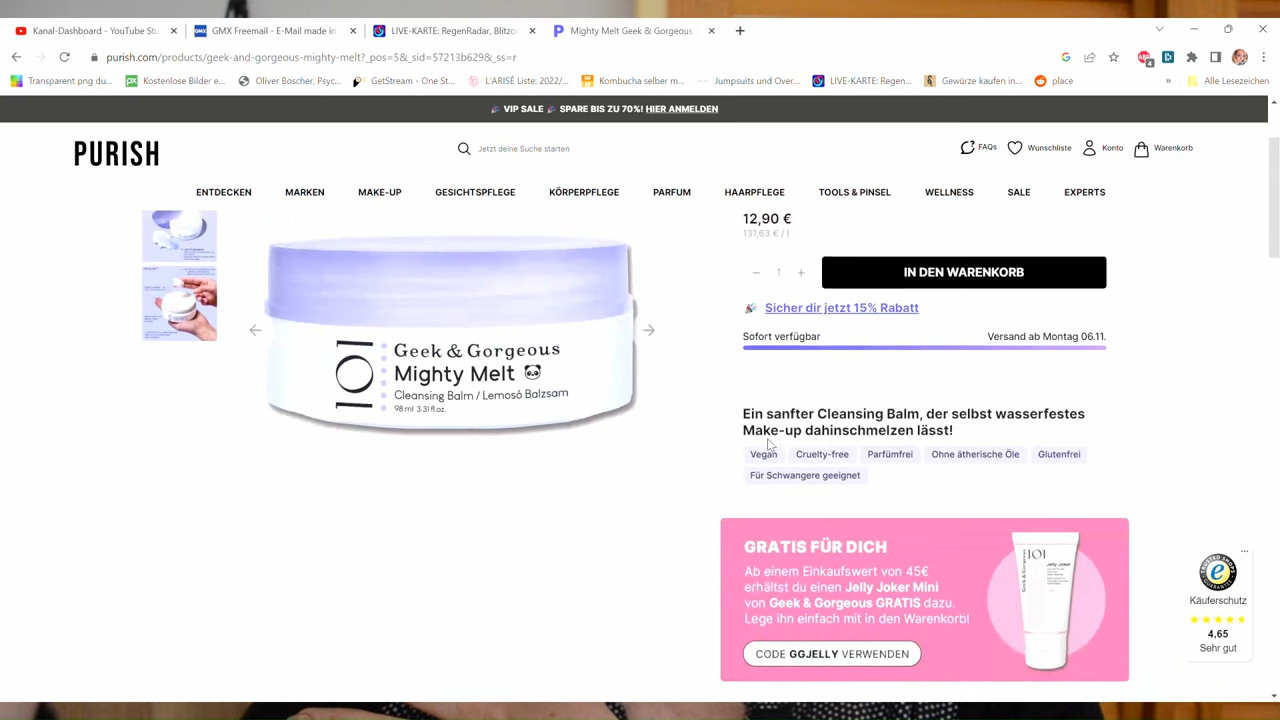 Kanal-Dashboard - YouTube Stu
GMX Freemail - E-Mail made in
LIVE-KARTE: RegenRadar, Blitzo
Mighty Melt Geek & Gorgeous
purish.com/products/geek-and-gorgeous-mighty-melt?_pos=5&_sid=57213b629&_ss=r
Transparent png du...
Kostenlose Bilder e...
Oliver Boscher, Psyc...
GetStream - One St...
L'ARISÉ Liste: 2022/...
Kombucha selber m...
Jumpsuits und Over...
LIVE-KARTE: Regen...
Gewürze kaufen in...
place
»
Alle Lesezeichen
VIP SALE SPARE BIS ZU 70%! HIER ANMELDEN
PURISH
Jetzt deine Suche starten
FAQs
Wunschliste
Konto
Warenkorb
ENTDECKEN MARKEN MAKE-UP GESICHTSPFLEGE KÖRPERPFLEGE PARFUM HAARPFLEGE TOOLS & PINSEL WELLNESS SALE EXPERTS
12,90 €
131,63 € / l
1
IN DEN WARENKORB
Sicher dir jetzt 15% Rabatt
Sofort verfügbar
Versand ab Montag 06.11.
101
Geek & Gorgeous
Mighty Melt
Cleansing Balm / Lemosó Balzsam
98 ml 3.31 fl.oz.
Ein sanfter Cleansing Balm, der selbst wasserfestes
Make-up dahinschmelzen lässt!
Vegan Cruelty-free Parfümfrei Ohne ätherische Öle Glutenfrei
Für Schwangere geeignet
GRATIS FÜR DICH
Ab einem Einkaufswert von 45€
erhältst du einen Jelly Joker Mini
von Geek & Gorgeous GRATIS dazu.
Lege ihn einfach mit in den Warenkorb!
CODE GGJELLY VERWENDEN
101
Jelly Joker
Käuferschutz
4,65
Sehr gut